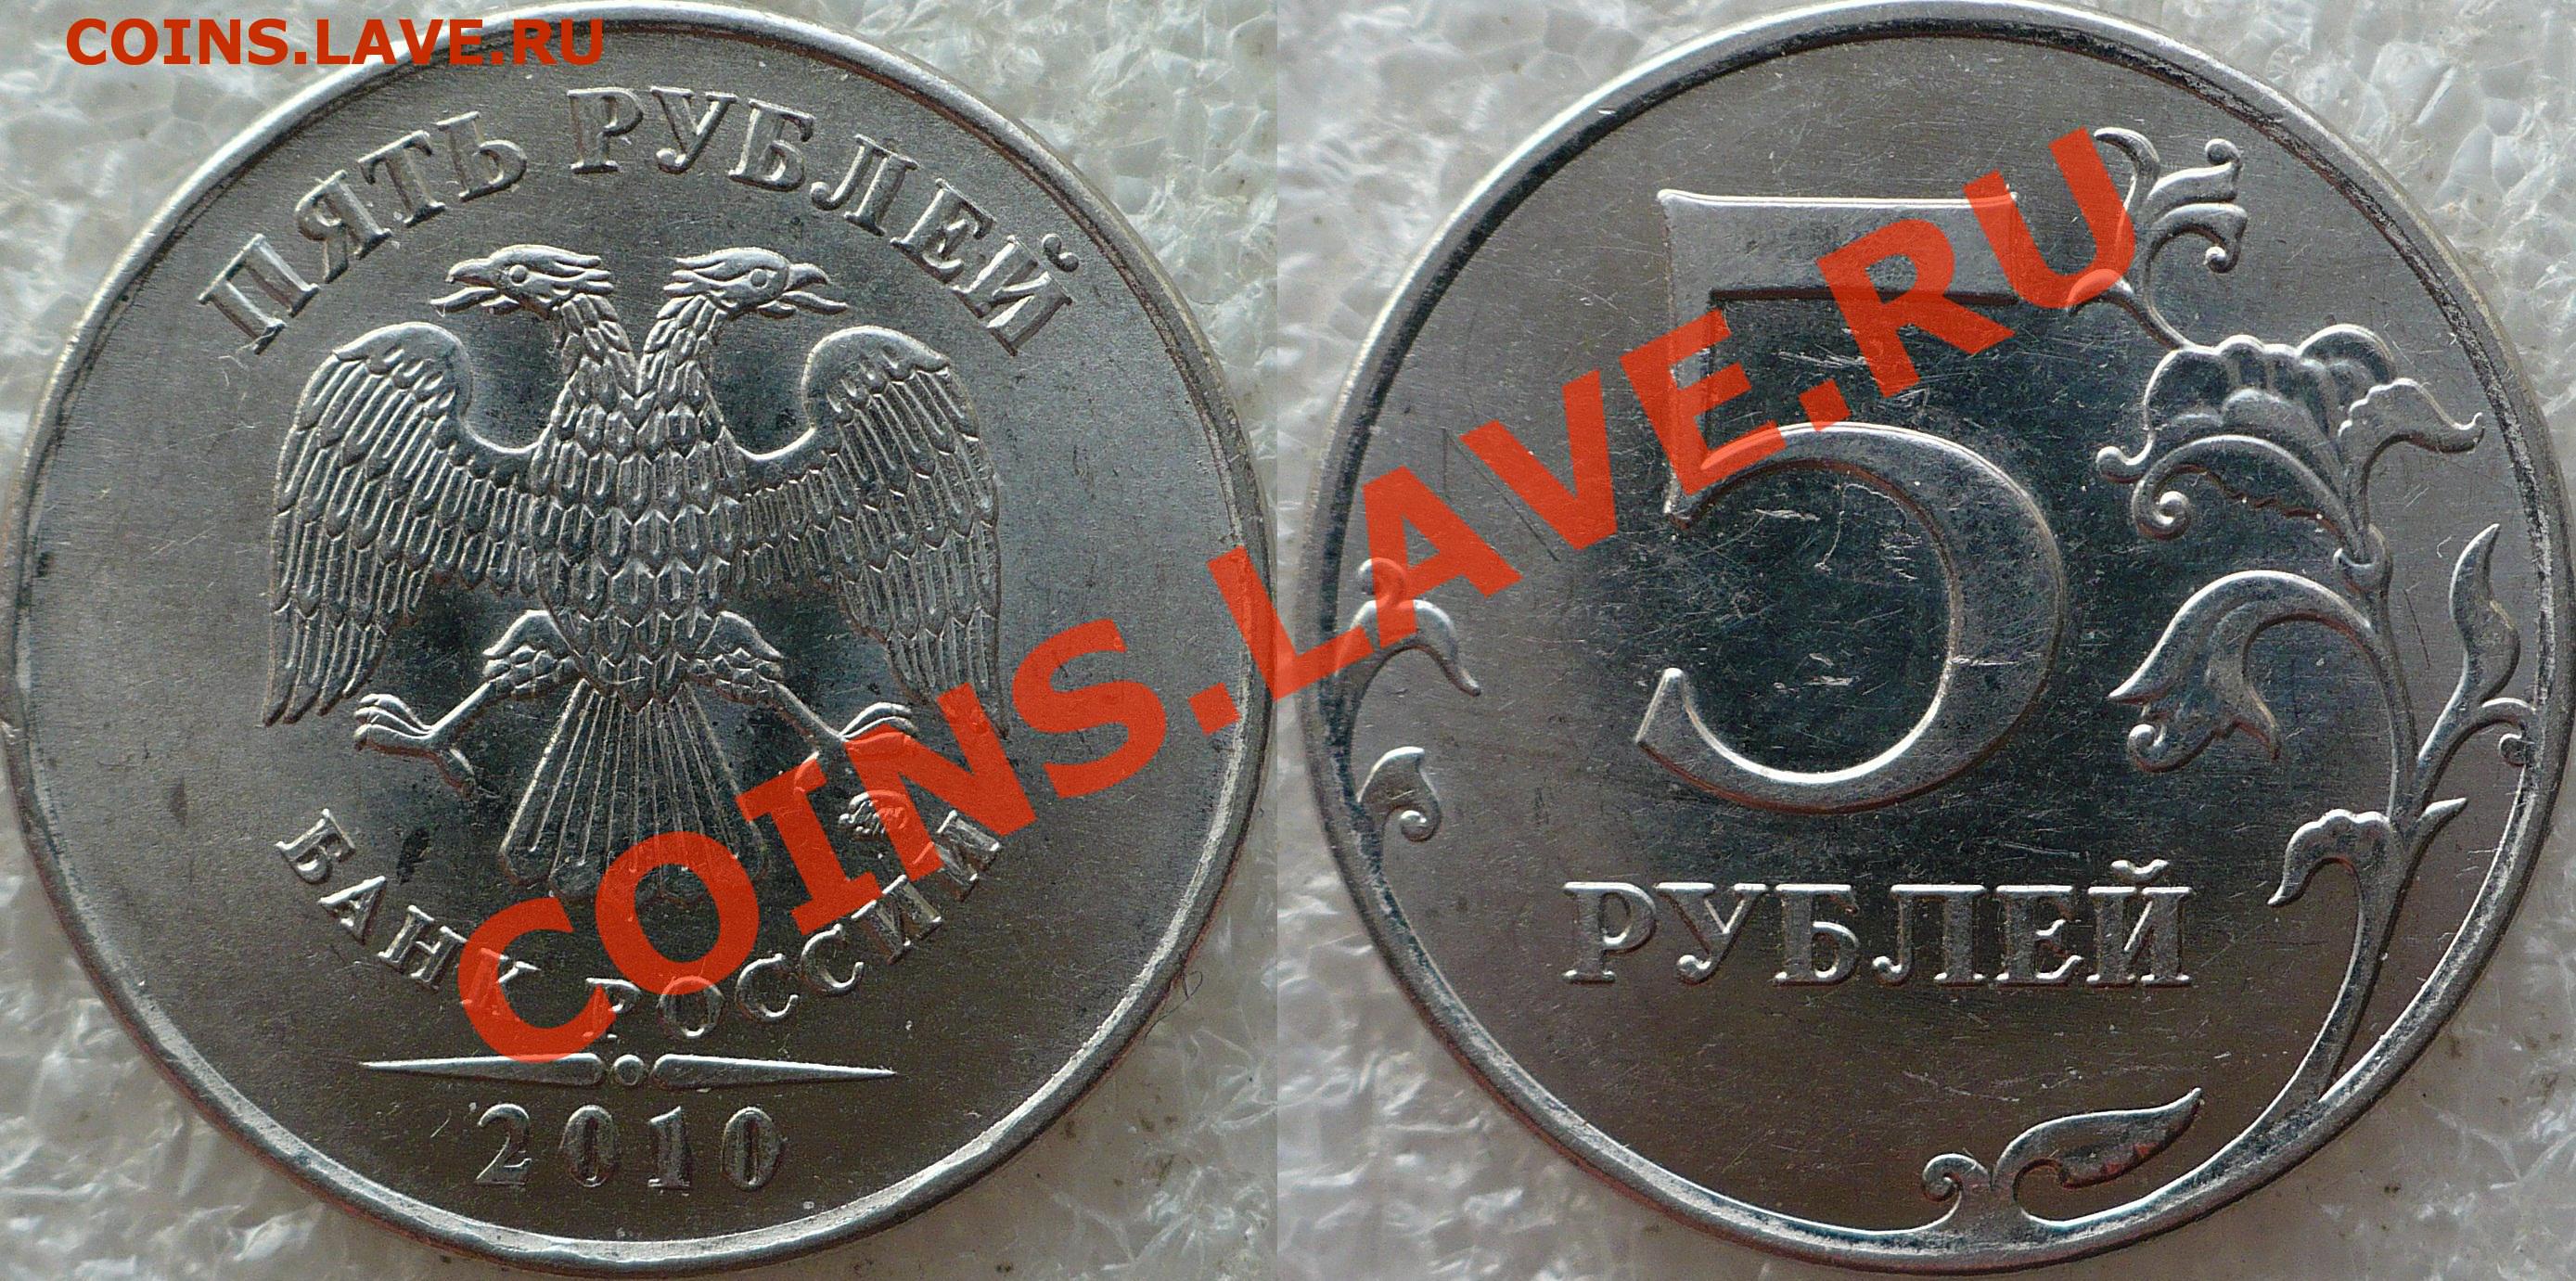 COINS.LAVE.RU
ПЯТЬ РУБЛЕЙ
БАНК РОССИИ
2010
5
РУБЛЕЙ
COINS.LAVE.RU